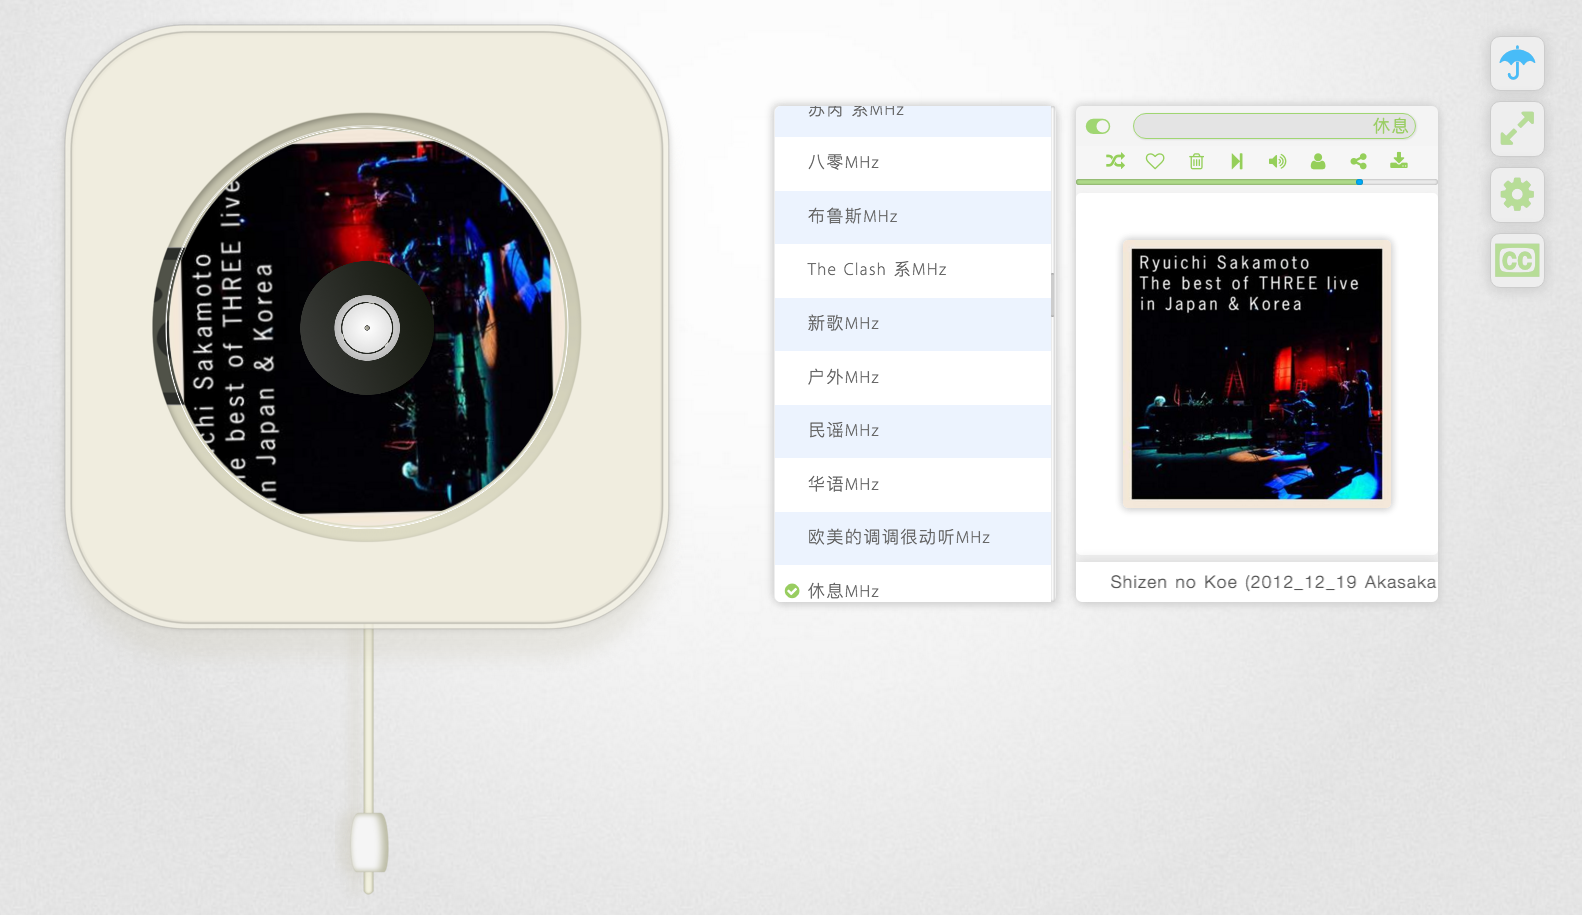 苏芮 系MHz
八零MHz
布鲁斯MHz
The Clash 系MHz
新歌MHz
户外MHz
民谣MHz
华语MHz
欧美的调调很动听MHz
休息MHz
休息
Ryuichi Sakamoto
The best of THREE live
in Japan & Korea
Shizen no Koe (2012_12_19 Akasaka
CC
chi Sakamoto
he best of THREE live
in Japan & Korea